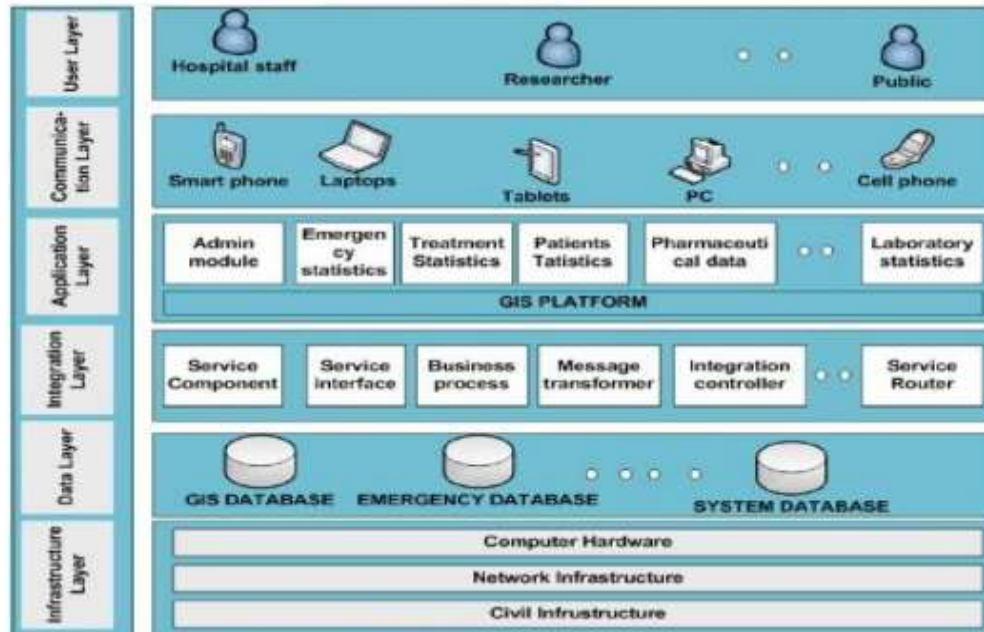 User Layer
Hospital staff
Researcher
Public
Communica-
tion Layer
Smart phone
Laptops
Tablets
PC
Cell phone
Application
Layer
Admin
module
Emergen
cy
statistics
Treatment
Statistics
Patients
Tatistics
Pharmaceuti
cal data
Laboratory
statistics
GIS PLATFORM
Integration
Layer
Service
Component
Service
interface
Business
process
Message
transformer
Integration
controller
Service
Router
Data Layer
GIS DATABASE
EMERGENCY DATABASE
SYSTEM DATABASE
Infrastructure
Layer
Computer Hardware
Network Infrastructure
Civil Infrustructure